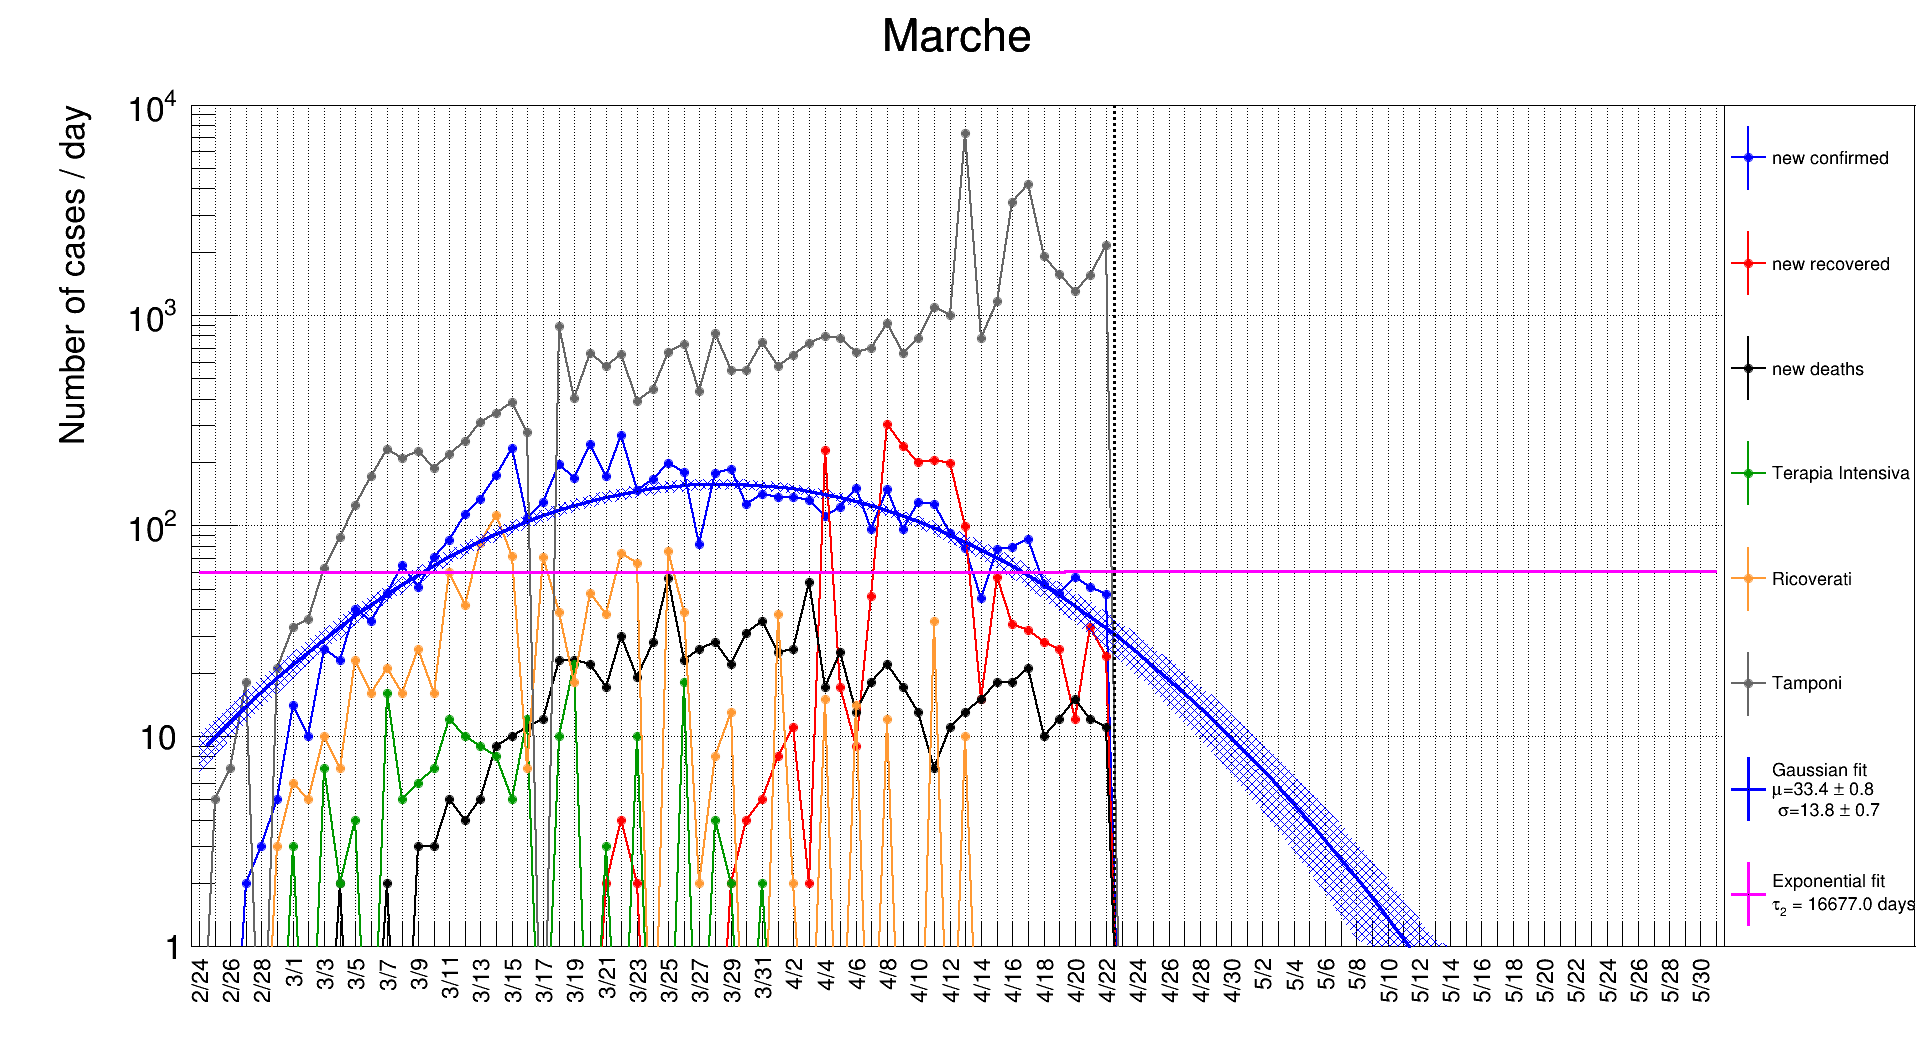 Marche
Number of cases / day
10⁴
10³
10²
10
1
2/24 2/26 2/28 3/1 3/3 3/5 3/7 3/9 3/11 3/13 3/15 3/17 3/19 3/21 3/23 3/25 3/27 3/29 3/31 4/2 4/4 4/6 4/8 4/10 4/12 4/14 4/16 4/18 4/20 4/22 4/24 4/26 4/28 4/30 5/2 5/4 5/6 5/8 5/10 5/12 5/14 5/16 5/18 5/20 5/22 5/24 5/26 5/28 5/30
new confirmed
new recovered
new deaths
Terapia Intensiva
Ricoverati
Tamponi
Gaussian fit
μ=33.4 ± 0.8
σ=13.8 ± 0.7
Exponential fit
τ₂ = 16677.0 days